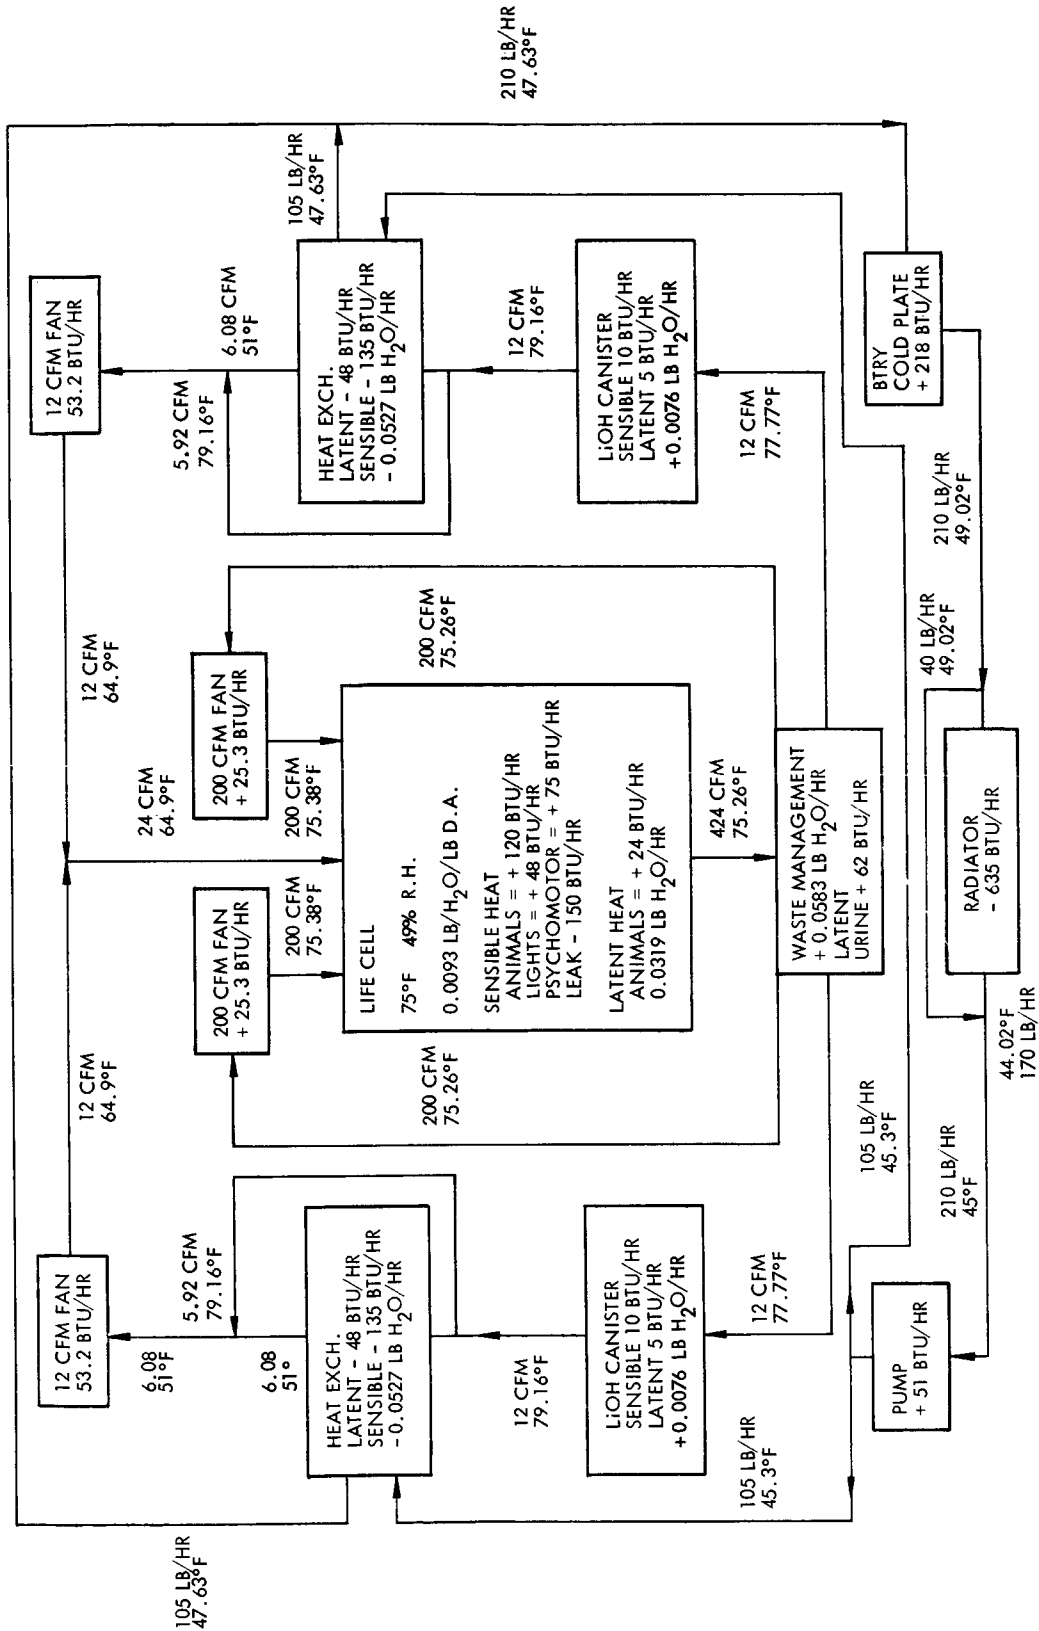 105 LB/HR
47.63°F
12 CFM FAN
53.2 BTU/HR
12 CFM
64.9°F
24 CFM
64.9°F
12 CFM
64.9°F
12 CFM FAN
53.2 BTU/HR
210 LB/HR
47.63°F
6.08
51°F
5.92 CFM
79.16°F
6.08
51°
HEAT EXCH.
LATENT - 48 BTU/HR
SENSIBLE - 135 BTU/HR
- 0.0527 LB H2O/HR
12 CFM
79.16°F
LiOH CANISTER
SENSIBLE 10 BTU/HR
LATENT 5 BTU/HR
+0.0076 LB H2O/HR
12 CFM
77.77°F
105 LB/HR
45.3°F
200 CFM FAN
+ 25.3 BTU/HR
200 CFM
75.38°F
200 CFM
75.26°F
200 CFM FAN
+ 25.3 BTU/HR
200 CFM
75.38°F
200 CFM
75.26°F
LIFE CELL
75°F 49% R.H.
0.0093 LB/H2O/LB D.A.
SENSIBLE HEAT
ANIMALS = + 120 BTU/HR
LIGHTS = + 48 BTU/HR
PSYCHOMOTOR = + 75 BTU/HR
LEAK - 150 BTU/HR
LATENT HEAT
ANIMALS = + 24 BTU/HR
0.0319 LB H2O/HR
424 CFM
75.26°F
WASTE MANAGEMENT
+ 0.0583 LB H2O/HR
LATENT
URINE + 62 BTU/HR
5.92 CFM
79.16°F
6.08 CFM
51°F
105 LB/HR
47.63°F
HEAT EXCH.
LATENT - 48 BTU/HR
SENSIBLE - 135 BTU/HR
- 0.0527 LB H2O/HR
12 CFM
79.16°F
LiOH CANISTER
SENSIBLE 10 BTU/HR
LATENT 5 BTU/HR
+0.0076 LB H2O/HR
12 CFM
77.77°F
PUMP
+ 51 BTU/HR
105 LB/HR
45.3°F
210 LB/HR
45°F
44.02°F
170 LB/HR
RADIATOR
- 635 BTU/HR
40 LB/HR
49.02°F
210 LB/HR
49.02°F
BTRY
COLD PLATE
+ 218 BTU/HR